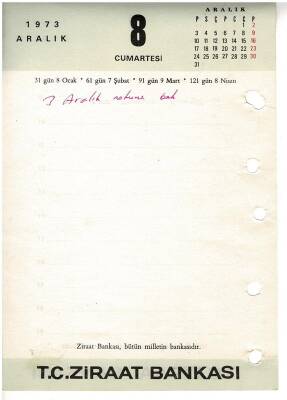 1973
ARALIK
8
CUMARTESİ
ARALIK
P S Ç P C C P
1 2
3 4 5 6 7 8 9
10 11 12 13 14 15 16
17 18 19 20 21 22 23
24 25 26 27 28 29 30
31
31 gün 8 Ocak * 61 gün 7 Şubat * 91 gün 9 Mart * 121 gün 8 Nisan
7 Aralık notuna bak
Ziraat Bankası, bütün milletin bankasıdır.
T.C. ZİRAAT BANKASI